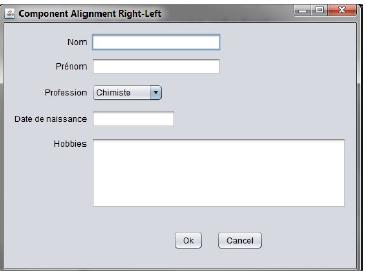 Component Alignment Right-Left
Nom
Prénom
Profession Chimiste
Date de naissance
Hobbies
Ok Cancel